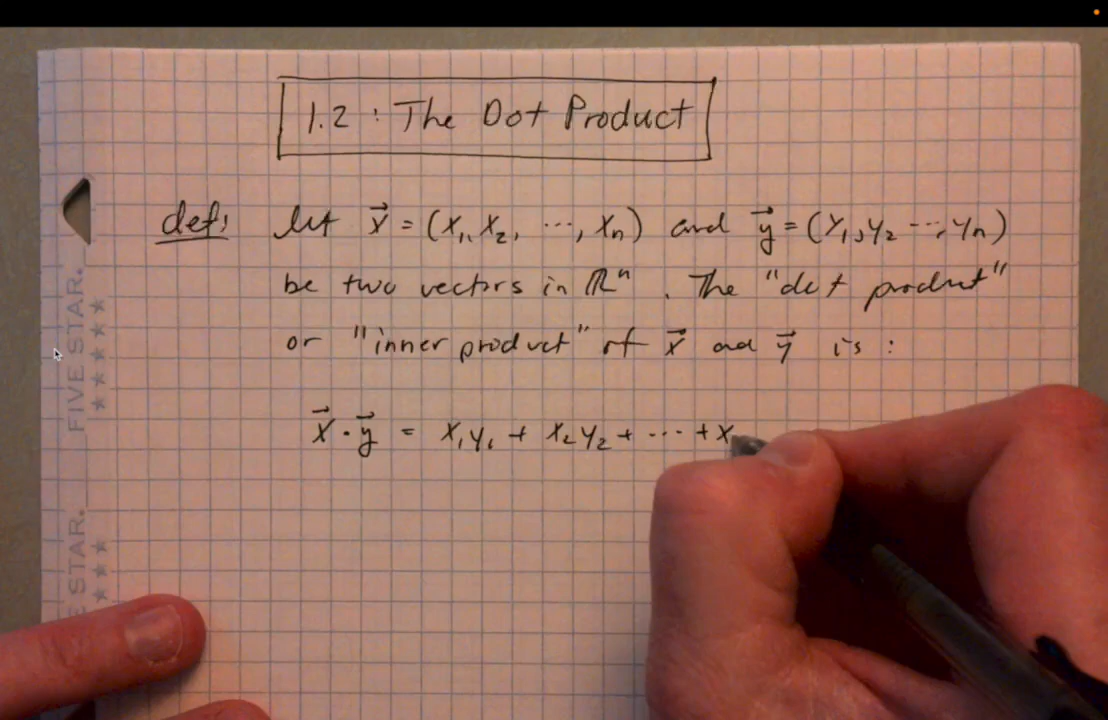 1.2 : The Dot Product
def: let x⃗ = (x₁, x₂, ..., xₙ) and y⃗ = (y₁, y₂ ..., yₙ)
be two vectors in ℝⁿ. The "dot product"
or "inner product" of x⃗ and y⃗ is :
x⃗ · y⃗ = x₁y₁ + x₂y₂ + ... + x
FIVE STAR.
STAR.